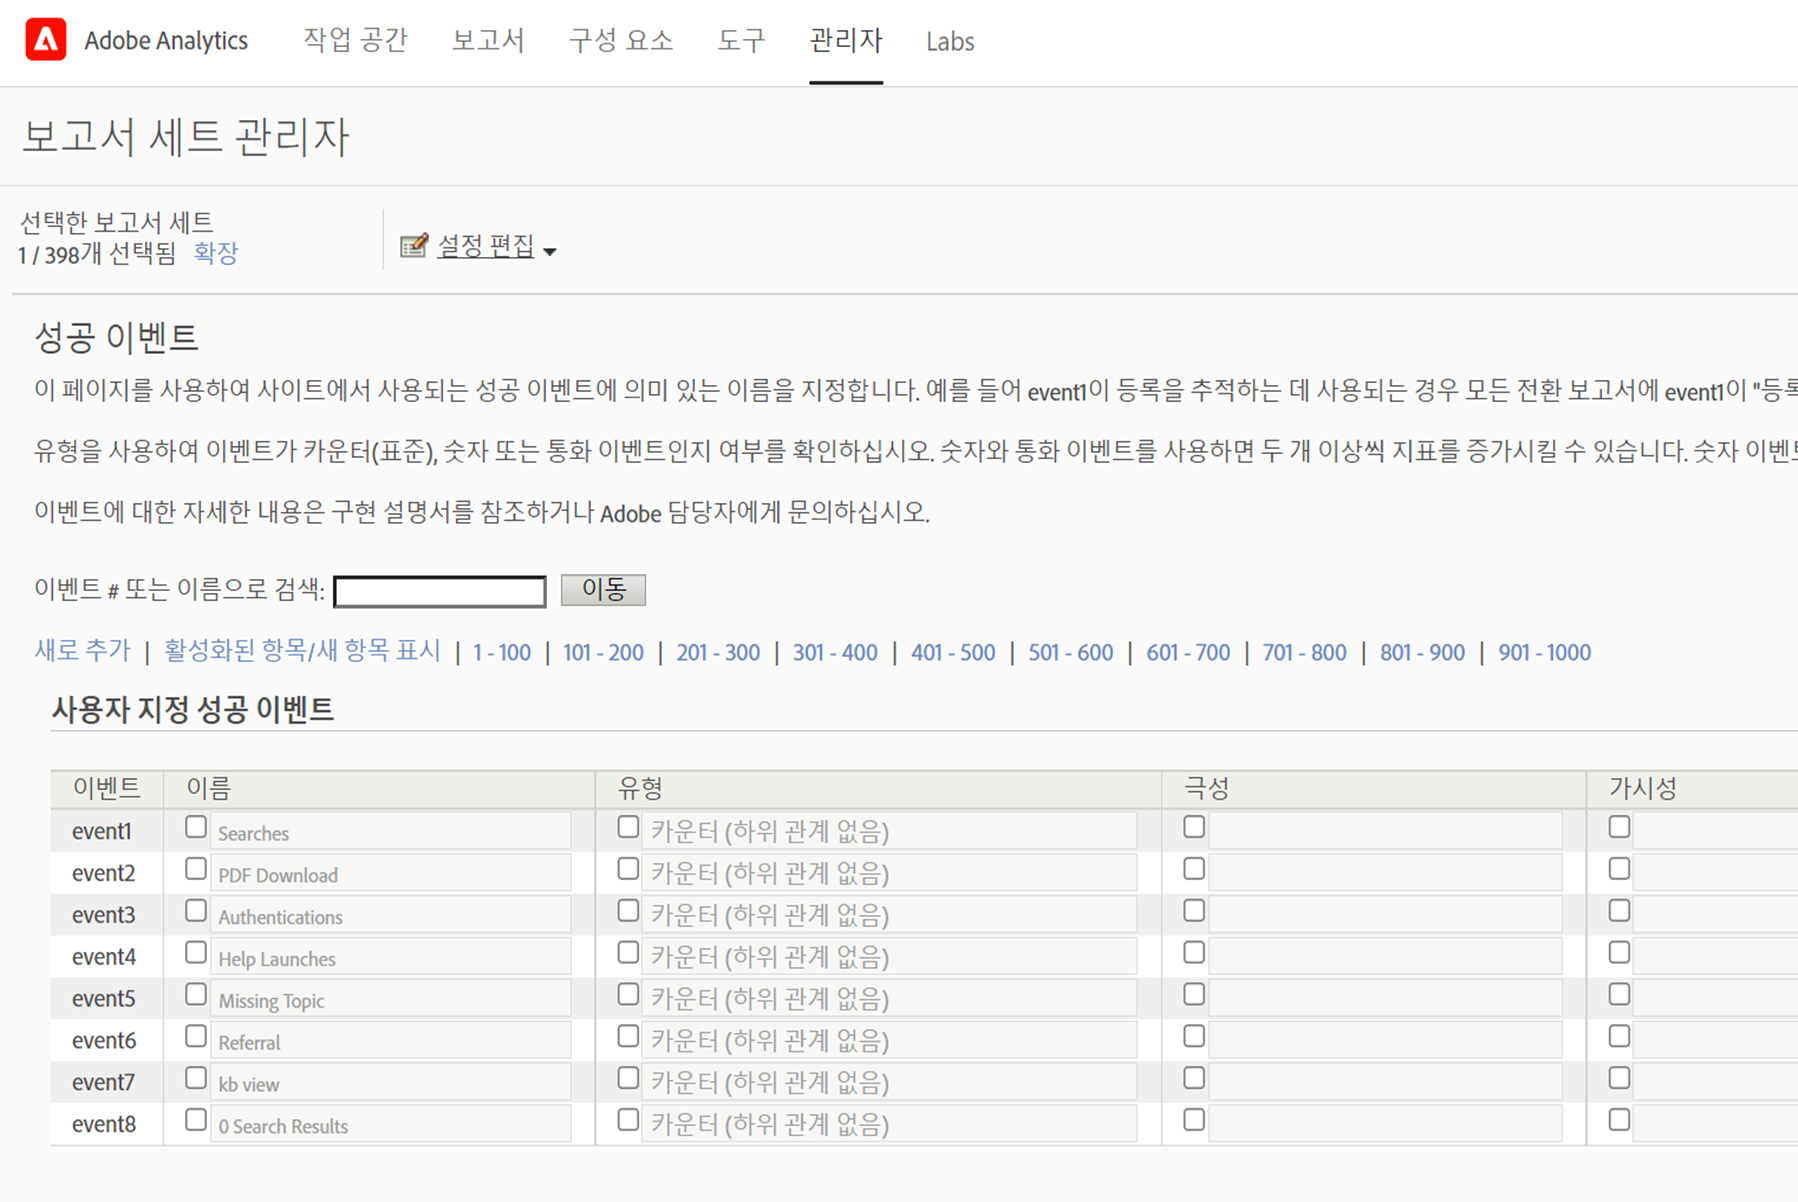 Adobe Analytics 작업 공간 보고서 구성 요소 도구 관리자 Labs
보고서 세트 관리자
선택한 보고서 세트
1 / 398개 선택됨 확장
설정 편집
성공 이벤트
이 페이지를 사용하여 사이트에서 사용되는 성공 이벤트에 의미 있는 이름을 지정합니다. 예를 들어 event1이 등록을 추적하는 데 사용되는 경우 모든 전환 보고서에 event1이 "등록
유형을 사용하여 이벤트가 카운터(표준), 숫자 또는 통화 이벤트인지 여부를 확인하십시오. 숫자와 통화 이벤트를 사용하면 두 개 이상씩 지표를 증가시킬 수 있습니다. 숫자 이벤트
이벤트에 대한 자세한 내용은 구현 설명서를 참조하거나 Adobe 담당자에게 문의하십시오.
이벤트 # 또는 이름으로 검색: 이동
새로 추가 | 활성화된 항목/새 항목 표시 | 1 - 100 | 101 - 200 | 201 - 300 | 301 - 400 | 401 - 500 | 501 - 600 | 601 - 700 | 701 - 800 | 801 - 900 | 901 - 1000
사용자 지정 성공 이벤트
이벤트 이름 유형 극성 가시성
event1 Searches 카운터 (하위 관계 없음)
event2 PDF Download 카운터 (하위 관계 없음)
event3 Authentications 카운터 (하위 관계 없음)
event4 Help Launches 카운터 (하위 관계 없음)
event5 Missing Topic 카운터 (하위 관계 없음)
event6 Referral 카운터 (하위 관계 없음)
event7 kb view 카운터 (하위 관계 없음)
event8 0 Search Results 카운터 (하위 관계 없음)